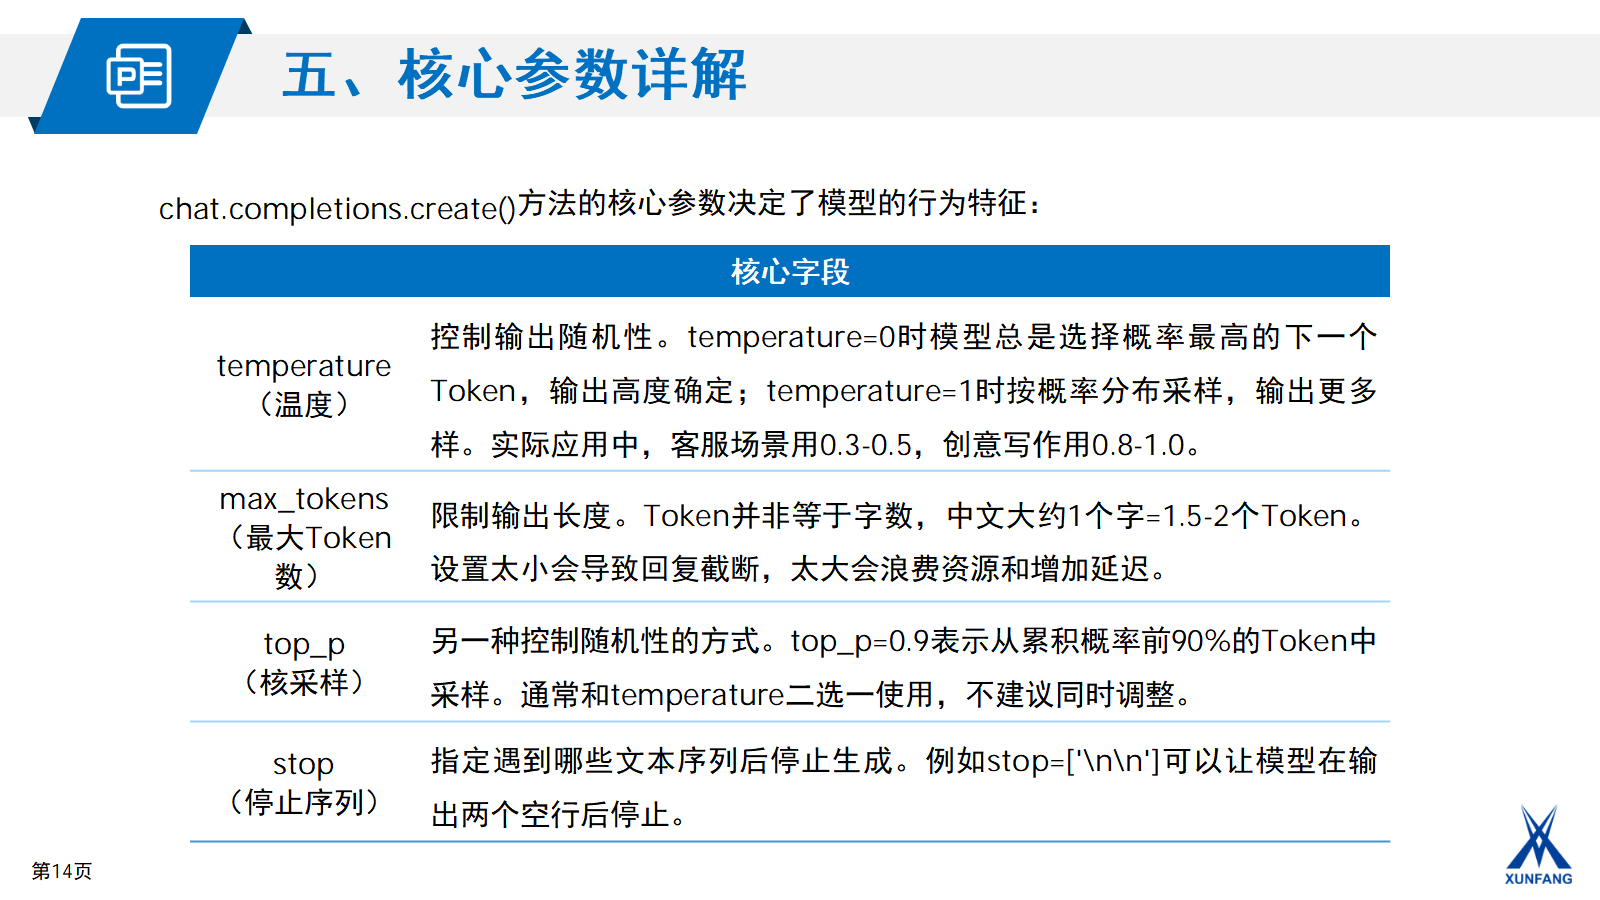 五、核心参数详解
chat.completions.create()方法的核心参数决定了模型的行为特征：
核心字段
temperature
（温度）
控制输出随机性。temperature=0时模型总是选择概率最高的下一个
Token，输出高度确定；temperature=1时按概率分布采样，输出更多
样。实际应用中，客服场景用0.3-0.5，创意写作用0.8-1.0。
max_tokens
（最大Token
数）
限制输出长度。Token并非等于字数，中文大约1个字=1.5-2个Token。
设置太小会导致回复截断，太大会浪费资源和增加延迟。
top_p
（核采样）
另一种控制随机性的方式。top_p=0.9表示从累积概率前90%的Token中
采样。通常和temperature二选一使用，不建议同时调整。
stop
（停止序列）
指定遇到哪些文本序列后停止生成。例如stop=['\n\n']可以让模型在输
出两个空行后停止。
第14页
XUNFANG